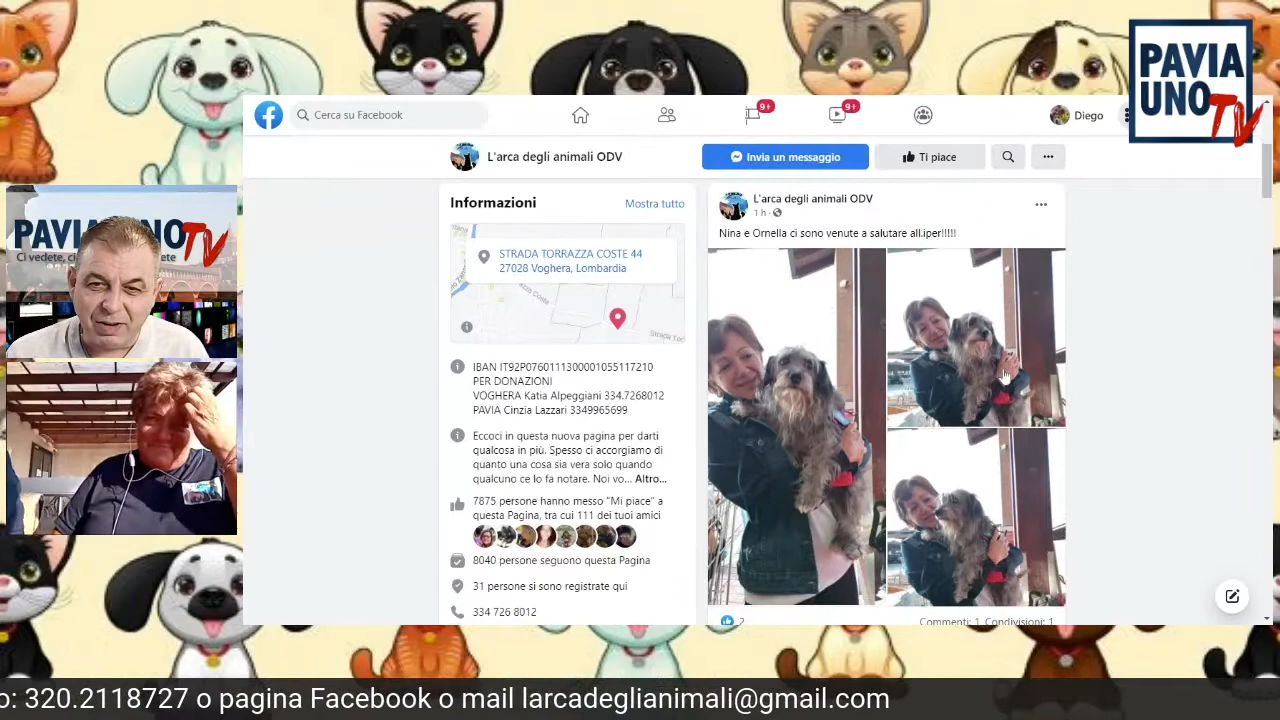 PAVIA
UNO TV
Cerca su Facebook
9+
9+
Diego
L'arca degli animali ODV
Invia un messaggio
Ti piace
PAVIA UNO TV
Ci vedete, ci
Informazioni
Mostra tutto
STRADA TORRAZZA COSTE 44
27028 Voghera, Lombardia
IBAN IT92P0760111300001055117210
PER DONAZIONI
VOGHERA Katia Alpeggiani 334.7268012
PAVIA Cinzia Lazzari 3349965699
Eccoci in questa nuova pagina per darti
qualcosa in più. Spesso ci accorgiamo di
quanto una cosa sia vera solo quando
qualcuno ce lo fa notare. Noi vo... Altro...
7875 persone hanno messo "Mi piace" a
questa Pagina, tra cui 111 dei tuoi amici
8040 persone seguono questa Pagina
31 persone si sono registrate qui
334 726 8012
L'arca degli animali ODV
1 h
Nina e Ornella ci sono venute a salutare all.iper!!!!!
2
Commenti: 1 Condivisioni: 1
o: 320.2118727 o pagina Facebook o mail larcadeglianimali@gmail.com